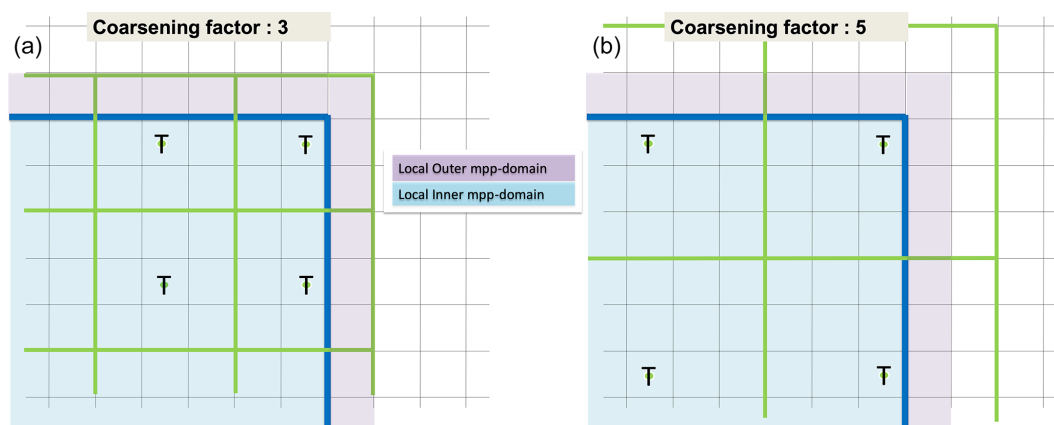 Coarsening factor : 3
(a)
T T
T T
Local Outer mpp-domain
Local Inner mpp-domain
Coarsening factor : 5
(b)
T T
T T